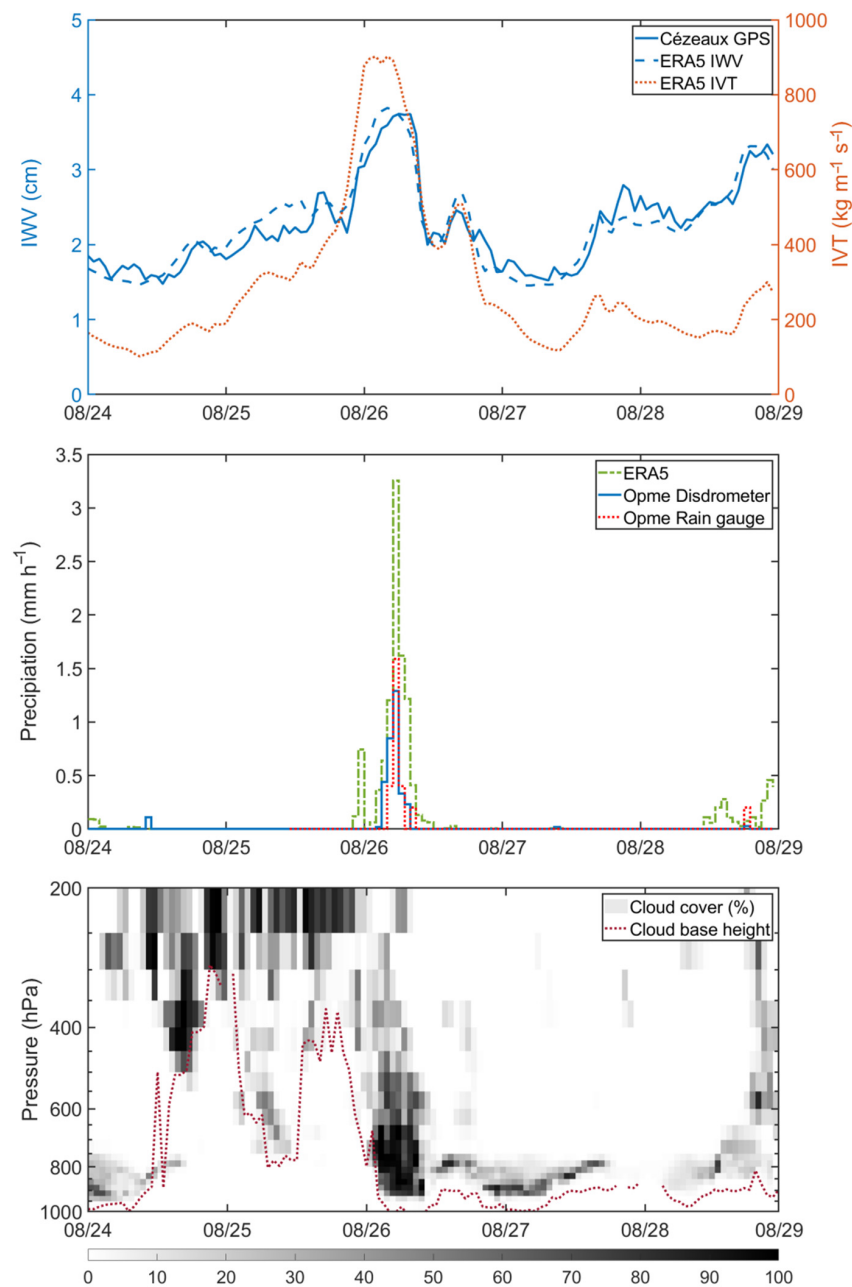 5
4
3
2
1
0
IWV (cm)
1000
800
600
400
200
0
IVT (kg m⁻¹ s⁻¹)
Cézeaux GPS
ERA5 IWV
ERA5 IVT
08/24 08/25 08/26 08/27 08/28 08/29
3.5
3
2.5
2
1.5
1
0.5
0
Precipiation (mm h⁻¹)
ERA5
Opme Disdrometer
Opme Rain gauge
08/24 08/25 08/26 08/27 08/28 08/29
200
400
600
800
1000
Pressure (hPa)
Cloud cover (%)
Cloud base height
08/24 08/25 08/26 08/27 08/28 08/29
0 10 20 30 40 50 60 70 80 90 100